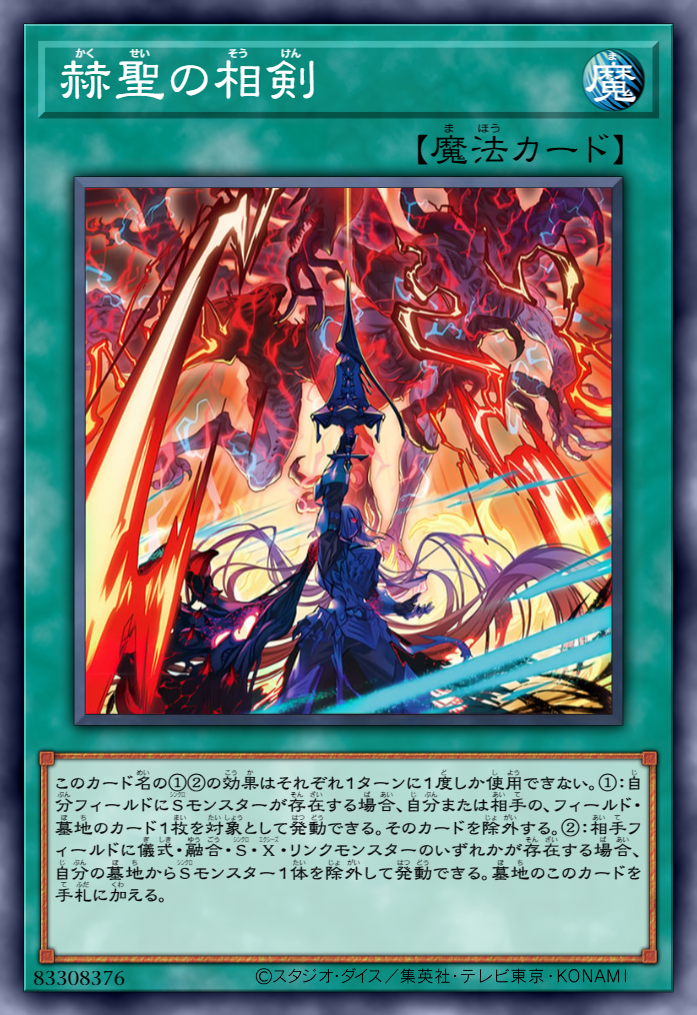 赫聖の相剣
魔
【魔法カード】
このカード名の①②の効果はそれぞれ1ターンに1度しか使用できない。①:自
分フィールドにSモンスターが存在する場合、自分または相手の、フィールド・
墓地のカード1枚を対象として発動できる。そのカードを除外する。②:相手フ
ィールドに儀式・融合・S・X・リンクモンスターのいずれかが存在する場合、
自分の墓地からSモンスター1体を除外して発動できる。墓地のこのカードを
手札に加える。
83308376
©スタジオ・ダイス/集英社・テレビ東京・KONAMI